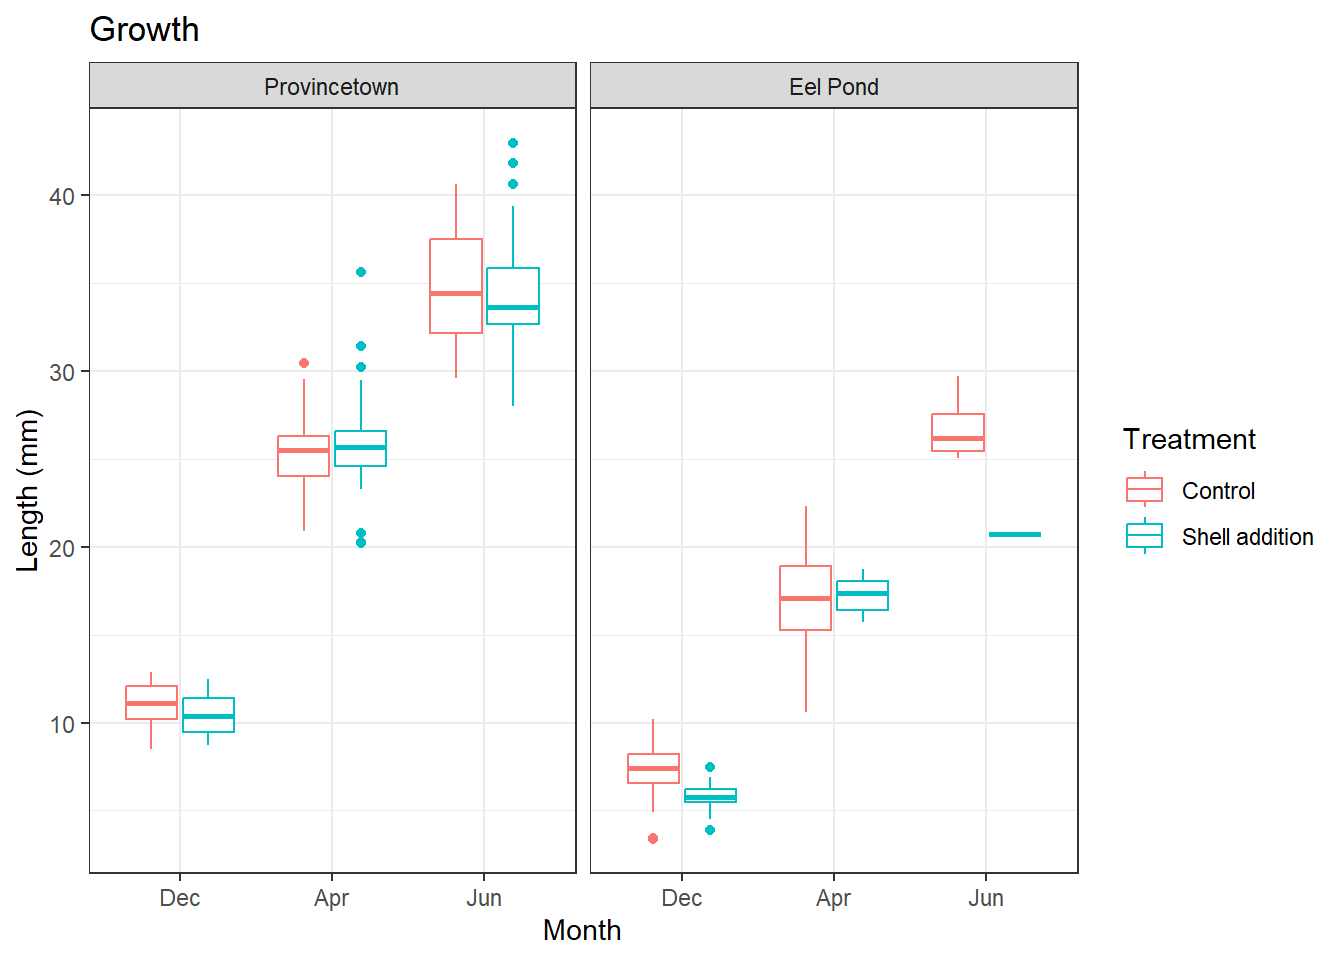 Growth
Provincetown
Eel Pond
40
30
20
10
Length (mm)
Dec
Apr
Jun
Dec
Apr
Jun
Month
Treatment
Control
Shell addition